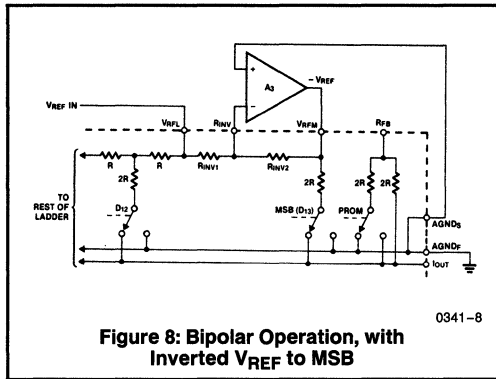 A3
+
−
− VREF
VREF IN
VRFL
RINV
VRFM
RFB
R
R
RINV1
RINV2
2R
2R
2R
2R
TO
REST OF
LADDER
D12
MSB (D13)
PROM
AGNDS
AGNDF
IOUT
0341–8
Figure 8: Bipolar Operation, with
Inverted VREF to MSB